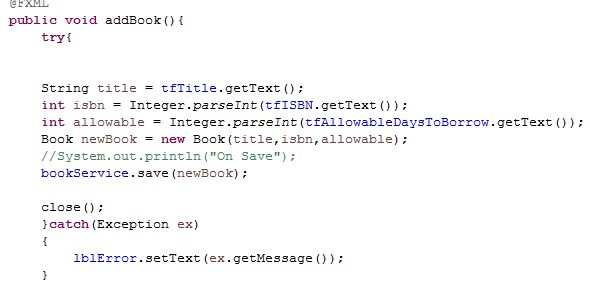 @FXML
public void addBook(){
try{
String title = tfTitle.getText();
int isbn = Integer.parseInt(tfISBN.getText());
int allowable = Integer.parseInt(tfAllowableDaysToBorrow.getText());
Book newBook = new Book(title,isbn,allowable);
//System.out.println("On Save");
bookService.save(newBook);
close();
}catch(Exception ex)
{
lblError.setText(ex.getMessage());
}